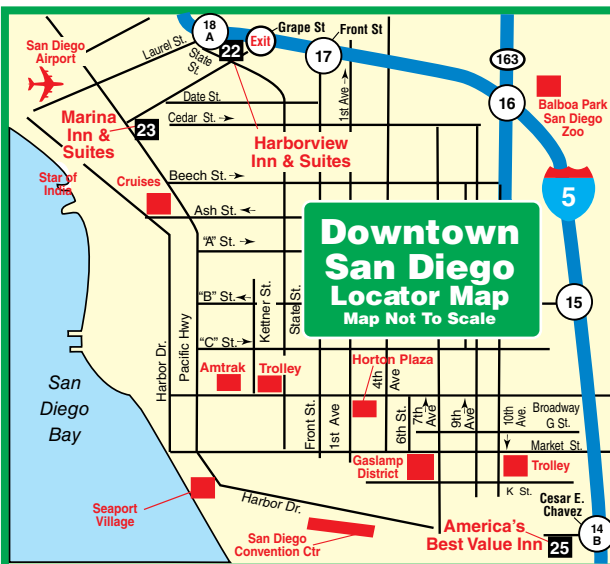 18
A
Grape St
Exit
Front St
17
San Diego
Airport
Laurel St.
State
St.
22
163
16
1st Ave
Balboa Park
San Diego
Zoo
Date St.
Marina
Inn &
Suites
23
Cedar St.
Harborview
Inn & Suites
Star of
India
Cruises
Beech St.
Ash St.
5
"A" St.
Downtown
San Diego
Locator Map
Map Not To Scale
"B" St.
Kettner St.
State St.
15
"C" St.
Harbor Dr.
Pacific Hwy
Amtrak
Trolley
Horton Plaza
4th
Ave
San
Diego
Bay
Front St.
1st Ave
6th St.
7th
Ave
9th
Ave
10th
Ave.
Broadway
G St.
Market St.
Gaslamp
District
Trolley
K St.
Seaport
Village
Harbor Dr.
San Diego
Convention Ctr
Cesar E.
Chavez
America's
Best Value Inn
25
14
B